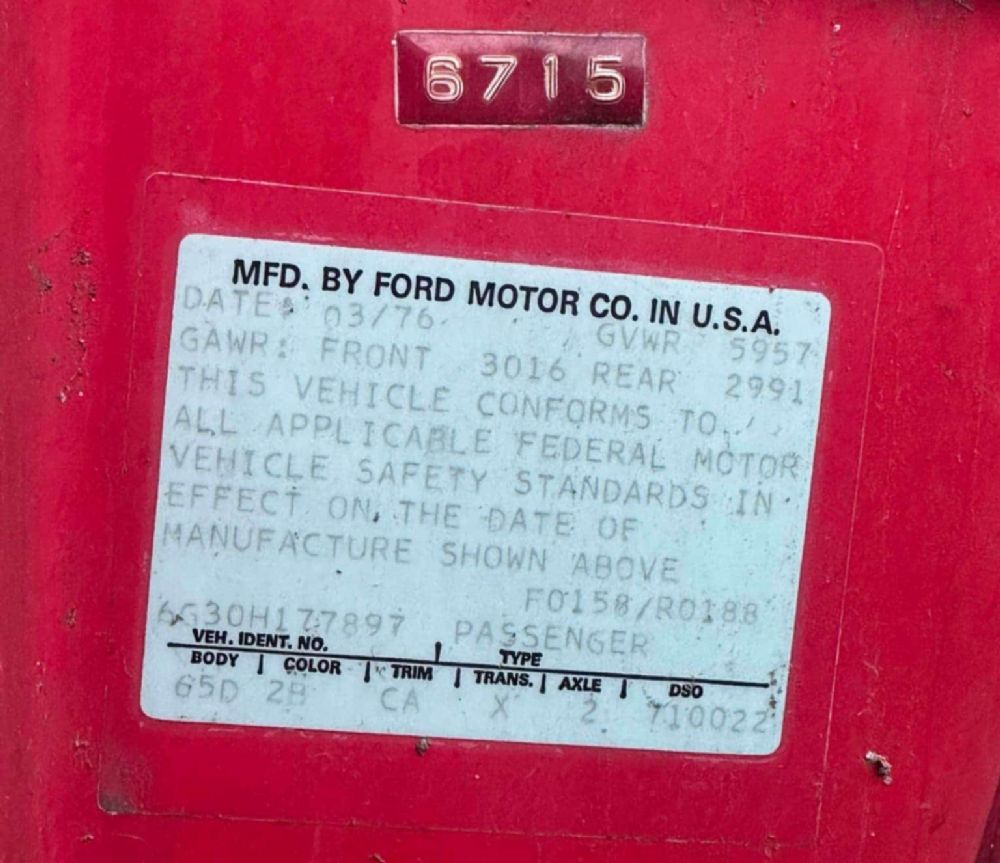 6715
MFD. BY FORD MOTOR CO. IN U.S.A.
DATE: 03/76 GVWR 5957
GAWR: FRONT 3016 REAR 2991
THIS VEHICLE CONFORMS TO
ALL APPLICABLE FEDERAL MOTOR
VEHICLE SAFETY STANDARDS IN
EFFECT ON THE DATE OF
MANUFACTURE SHOWN ABOVE
F0158/R0188
6G30H177897 PASSENGER
VEH. IDENT. NO. TYPE
BODY | COLOR | TRIM | TRANS. | AXLE | DSO
65D 2B CA X 2 710022